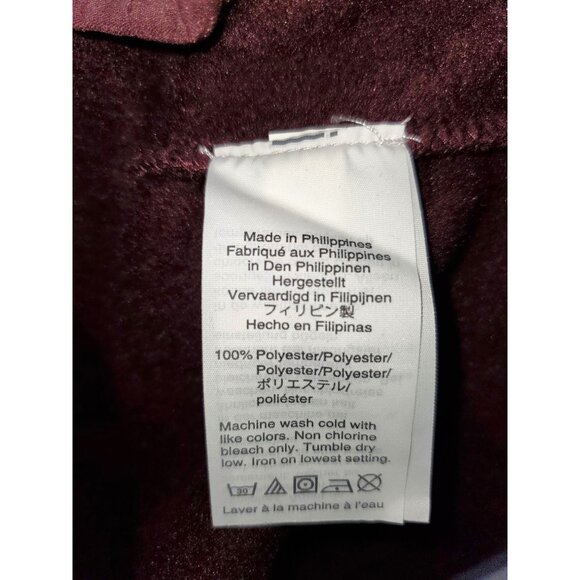 Made in Philippines
Fabriqué aux Philippines
in Den Philippinen
Hergestellt
Vervaardigd in Filipijnen
フィリピン製
Hecho en Filipinas
100% Polyester/Polyester/
Polyester/Polyester/
ポリエステル/
poliéster
Machine wash cold with
like colors. Non chlorine
bleach only. Tumble dry
low. Iron on lowest setting.
30
Laver à la machine à l'eau